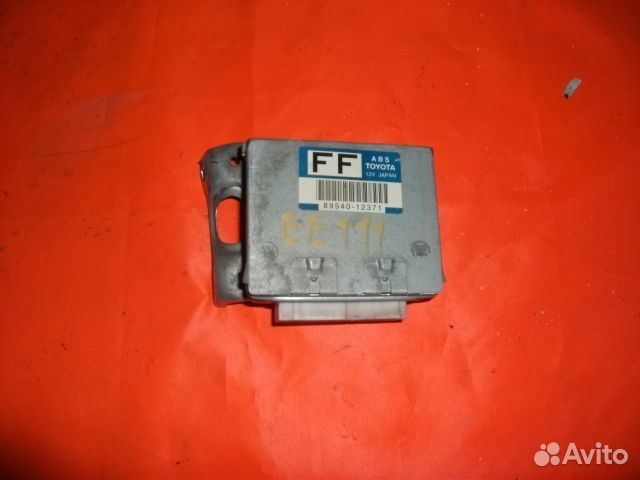 FF
ABS
TOYOTA
12V JAPAN
89540-12371
EE 111
Avito